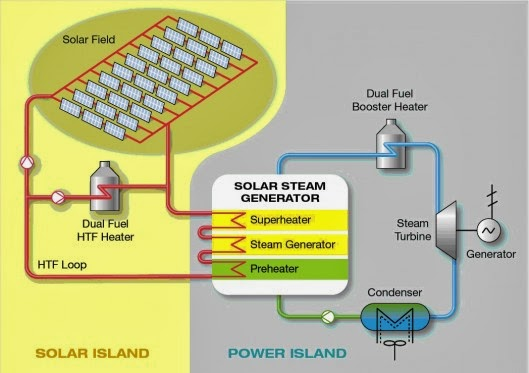 Solar Field
Dual Fuel
Booster Heater
SOLAR STEAM
GENERATOR
Superheater
Steam Generator
Preheater
Dual Fuel
HTF Heater
HTF Loop
Steam
Turbine
Generator
Condenser
SOLAR ISLAND
POWER ISLAND